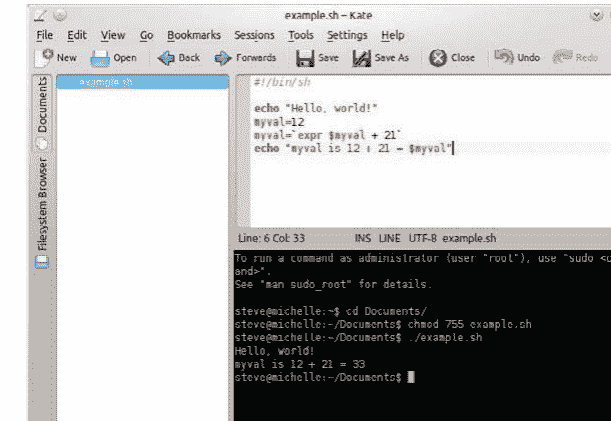 example.sh – Kate
File Edit View Go Bookmarks Sessions Tools Settings Help
New Open Back Forwards Save Save As Close Undo Redo
Documents
Filesystem Browser
example.sh
#!/bin/sh
echo "Hello, world!"
myval=12
myval=`expr $myval + 21`
echo "myval is 12 + 21 = $myval"
Line: 6 Col: 33 INS LINE UTF-8 example.sh
To run a command as administrator (user "root"), use "sudo <c
and>".
See "man sudo_root" for details.
steve@michelle:~$ cd Documents/
steve@michelle:~/Documents$ chmod 755 example.sh
steve@michelle:~/Documents$ ./example.sh
Hello, world!
myval is 12 + 21 = 33
steve@michelle:~/Documents$